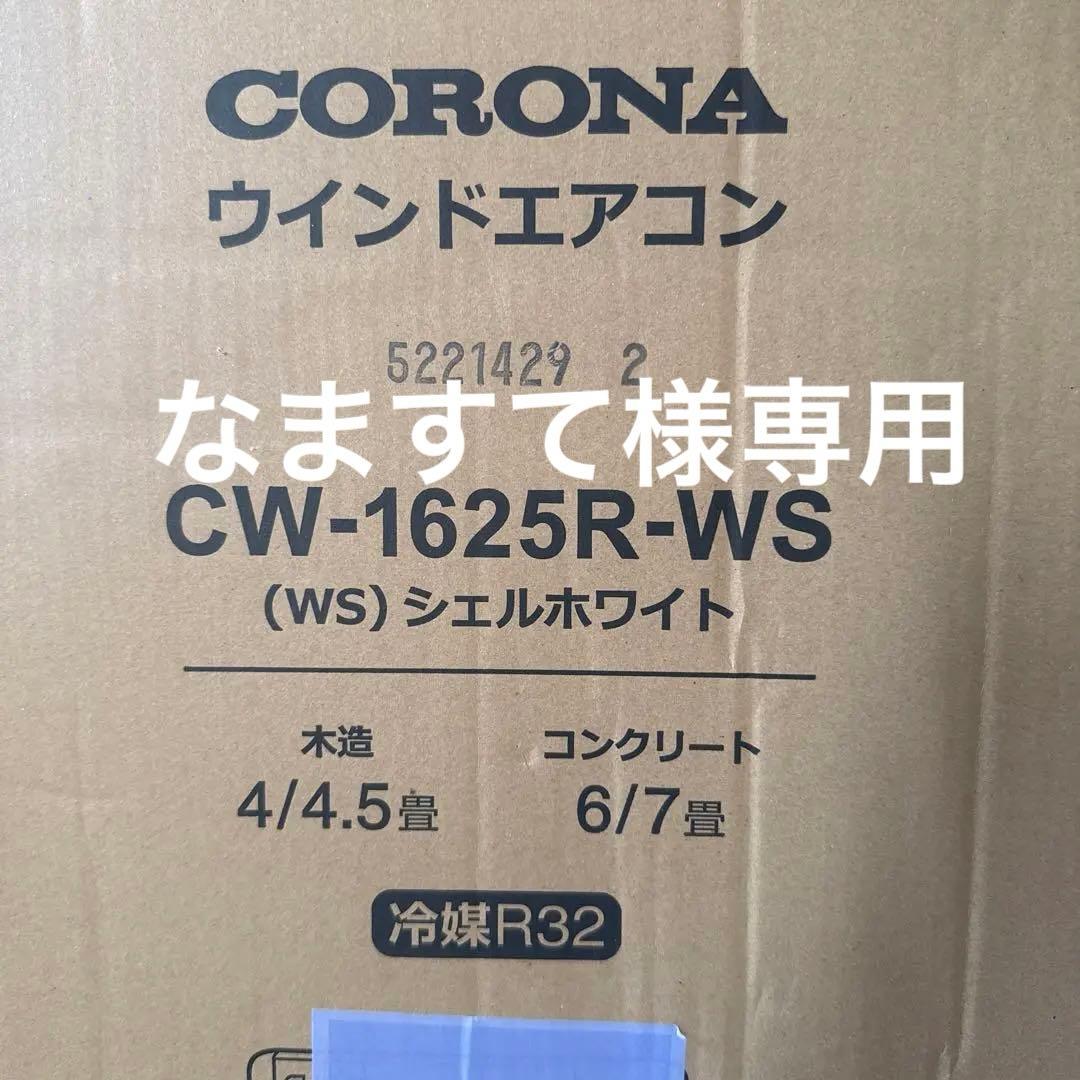 CORONA
ウインドエアコン
5221429 2
なますて様専用
CW-1625R-WS
(WS)シェルホワイト
木造 コンクリート
4/4.5畳 6/7畳
冷媒R32